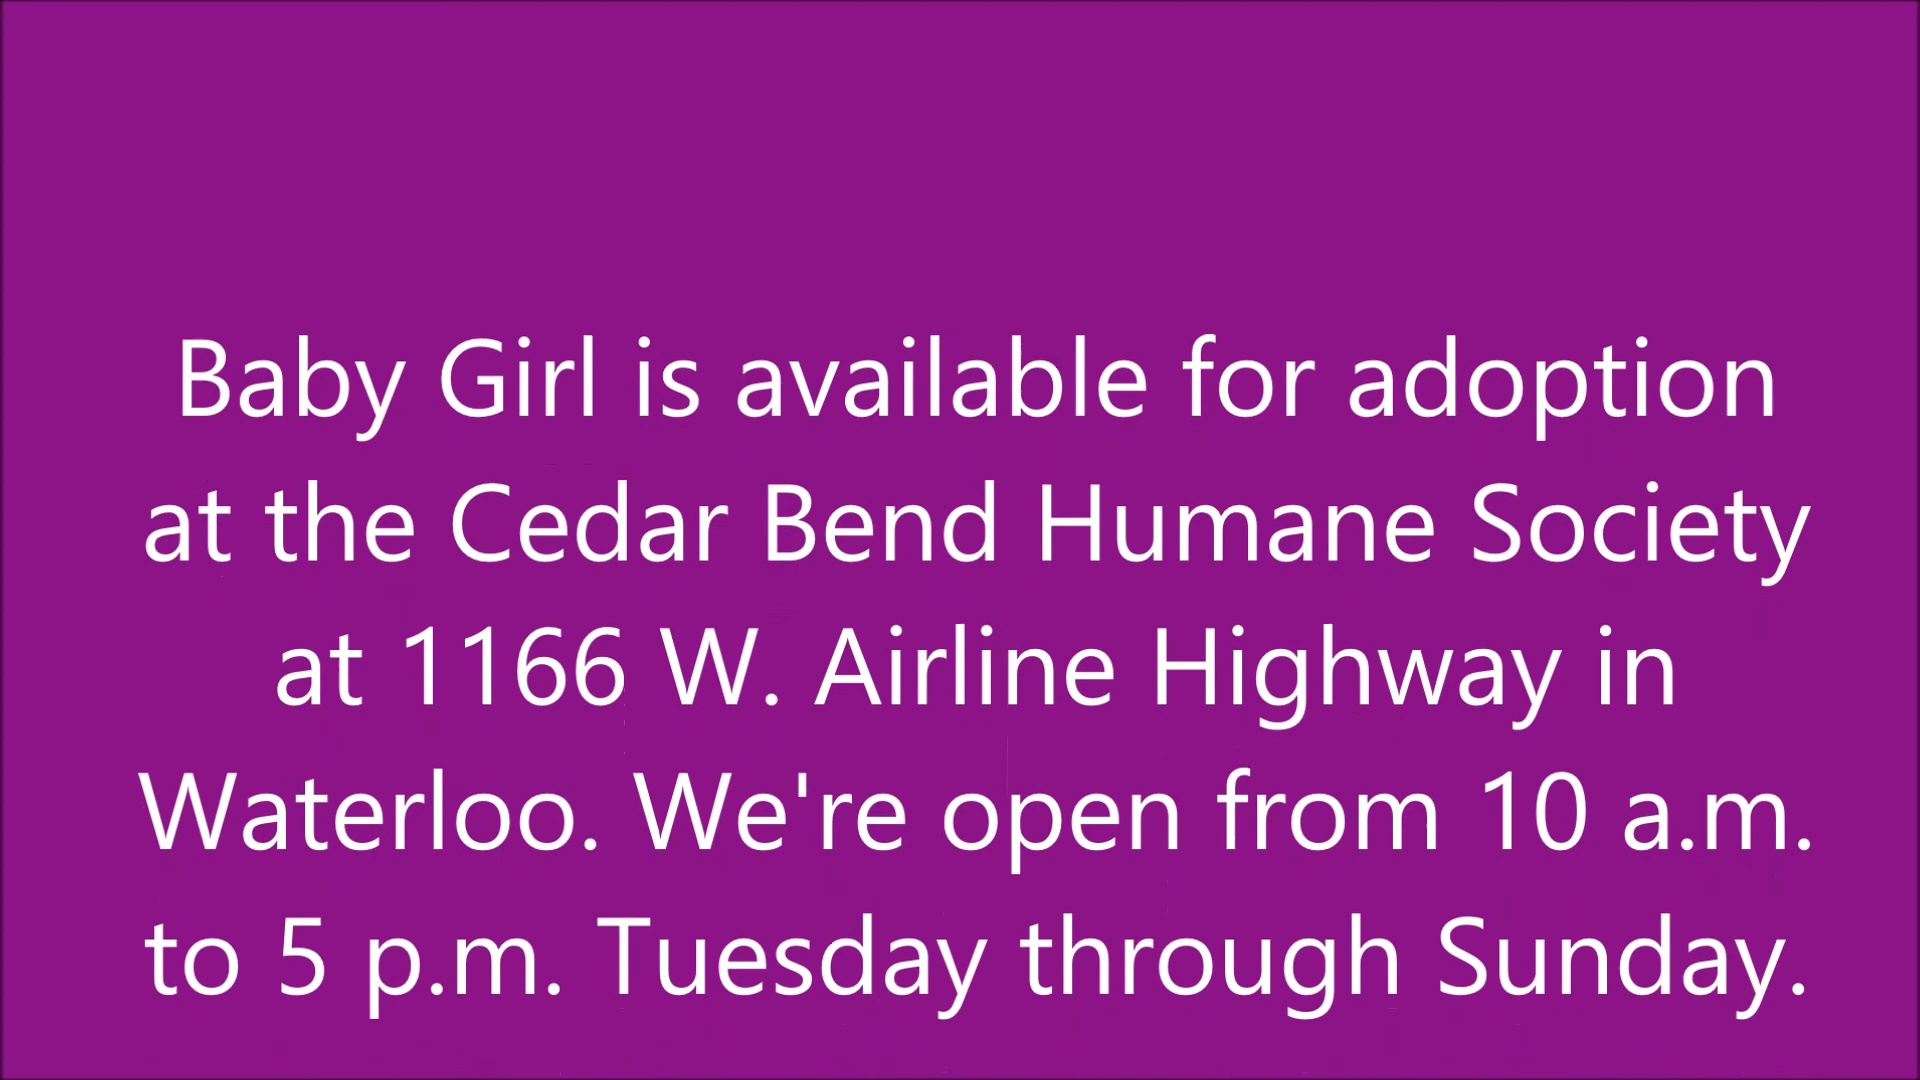 Baby Girl is available for adoption
at the Cedar Bend Humane Society
at 1166 W. Airline Highway in
Waterloo. We're open from 10 a.m.
to 5 p.m. Tuesday through Sunday.